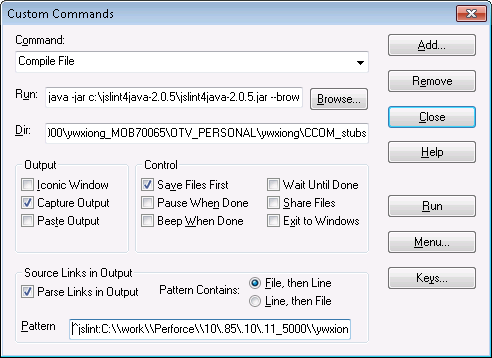 Custom Commands
Command:
Add...
Compile File
Remove
Run: java -jar c:\jslint4java-2.0.5\jslint4java-2.0.5.jar --brow Browse...
Close
Dir: 00\ywxiong_MOB70065\OTV_PERSONAL\ywxiong\CCOM_stubs
Help
Output
Control
Iconic Window
Save Files First
Wait Until Done
Capture Output
Pause When Done
Share Files
Run
Paste Output
Beep When Done
Exit to Windows
Menu...
Source Links in Output
Keys...
Parse Links in Output
Pattern Contains:
File, then Line
Line, then File
Pattern ^jslint:C:\\work\\Perforce\\10\.85\.10\.11_5000\\ywxion